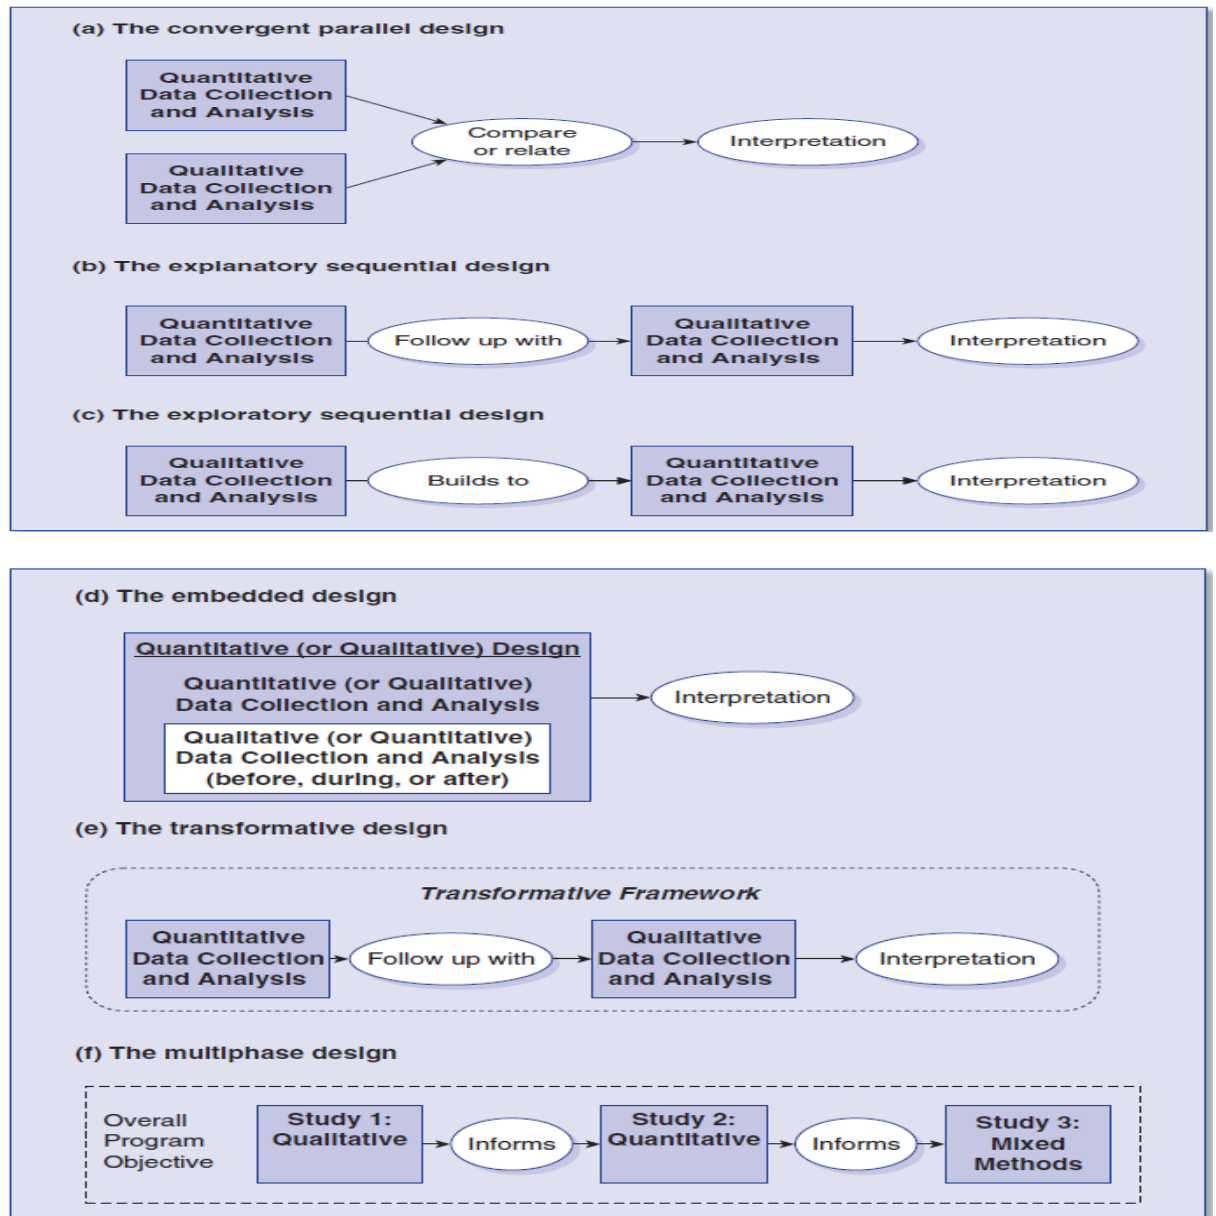 (a) The convergent parallel design
Quantitative
Data Collection
and Analysis
Qualitative
Data Collection
and Analysis
Compare
or relate
Interpretation
(b) The explanatory sequential design
Quantitative
Data Collection
and Analysis
Follow up with
Qualitative
Data Collection
and Analysis
Interpretation
(c) The exploratory sequential design
Qualitative
Data Collection
and Analysis
Builds to
Quantitative
Data Collection
and Analysis
Interpretation
(d) The embedded design
Quantitative (or Qualitative) Design
Quantitative (or Qualitative)
Data Collection and Analysis
Qualitative (or Quantitative)
Data Collection and Analysis
(before, during, or after)
Interpretation
(e) The transformative design
Transformative Framework
Quantitative
Data Collection
and Analysis
Follow up with
Qualitative
Data Collection
and Analysis
Interpretation
(f) The multiphase design
Overall
Program
Objective
Study 1:
Qualitative
Informs
Study 2:
Quantitative
Informs
Study 3:
Mixed
Methods